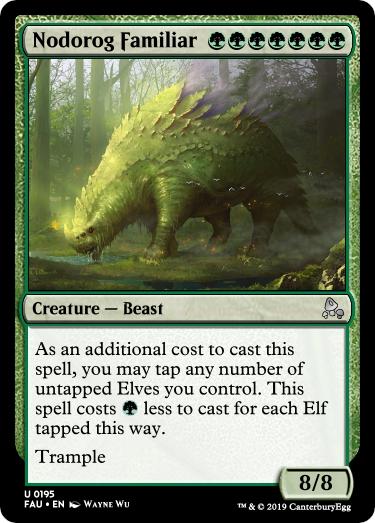 Nodorog Familiar
Creature — Beast
As an additional cost to cast this
spell, you may tap any number of
untapped Elves you control. This
spell costs less to cast for each Elf
tapped this way.
Trample
8/8
U 0195
FAU • EN WAYNE WU
™ & © 2019 CanterburyEgg